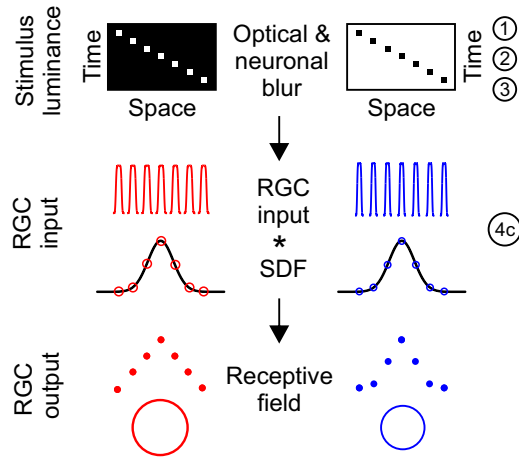 Stimulus
luminance
Time
Space
Optical &
neuronal
blur
Time
Space
1
2
3
RGC
input
RGC
input
*
SDF
4c
RGC
output
Receptive
field